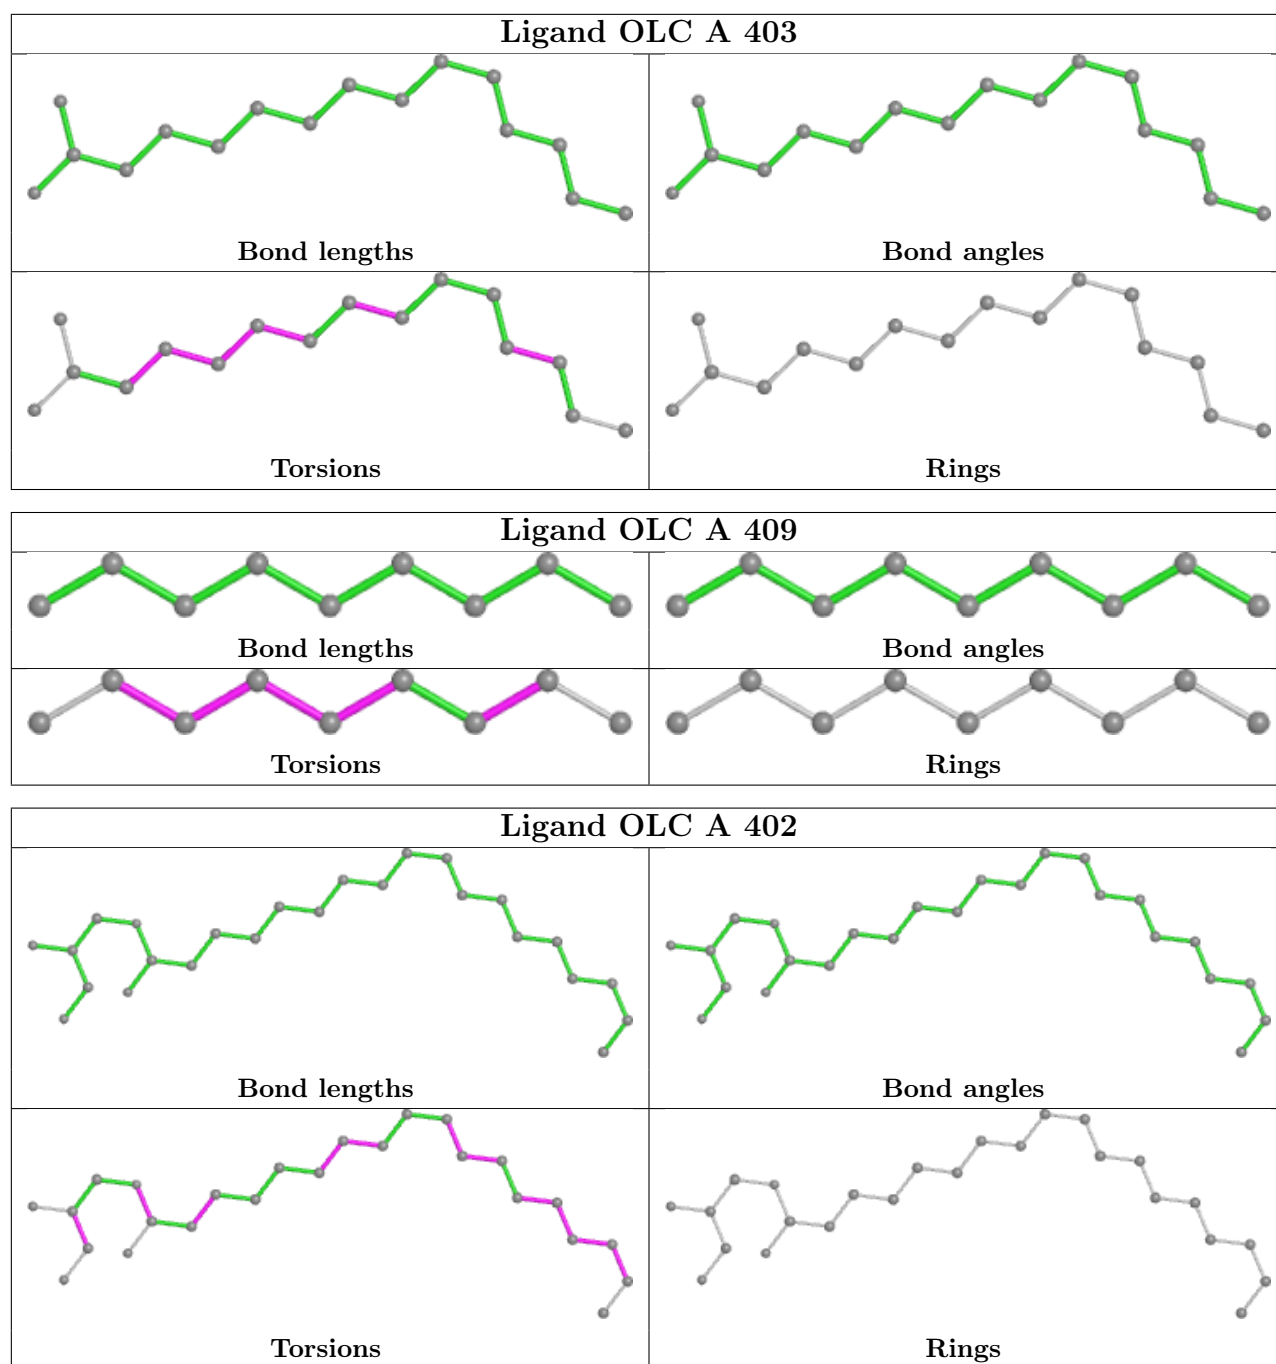 Ligand OLC A 403
Bond lengths
Bond angles
Torsions
Rings
Ligand OLC A 409
Bond lengths
Bond angles
Torsions
Rings
Ligand OLC A 402
Bond lengths
Bond angles
Torsions
Rings